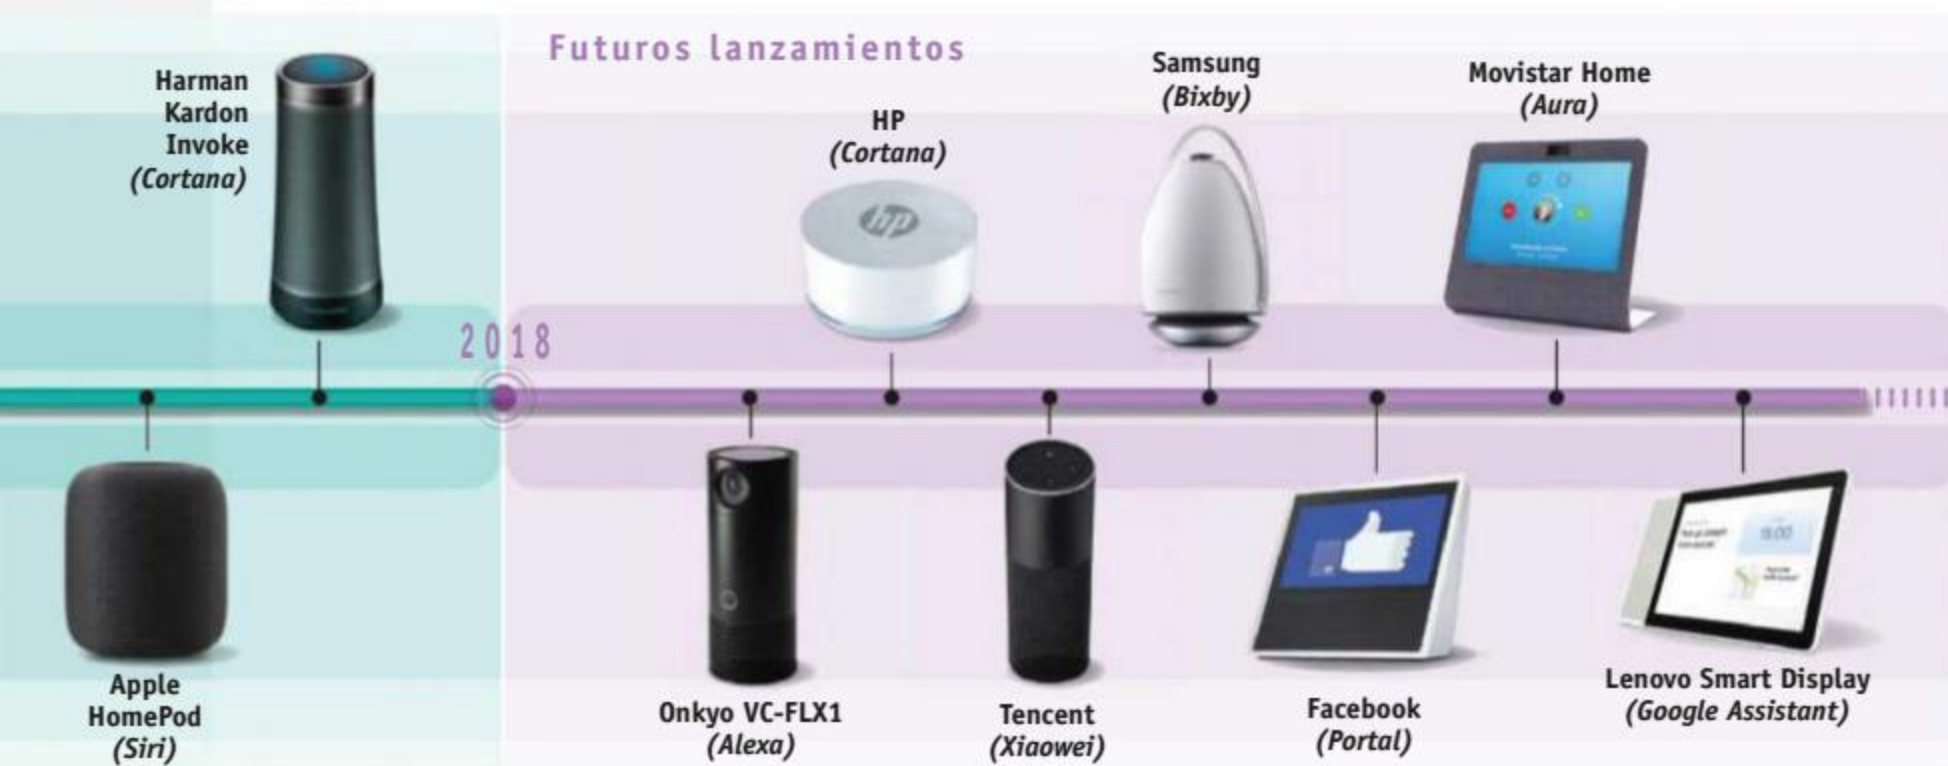 Futuros lanzamientos
Harman
Kardon
Invoke
(Cortana)
HP
(Cortana)
hp
Samsung
(Bixby)
Movistar Home
(Aura)
2018
Apple
HomePod
(Siri)
Onkyo VC-FLX1
(Alexa)
Tencent
(Xiaowei)
Facebook
(Portal)
Lenovo Smart Display
(Google Assistant)